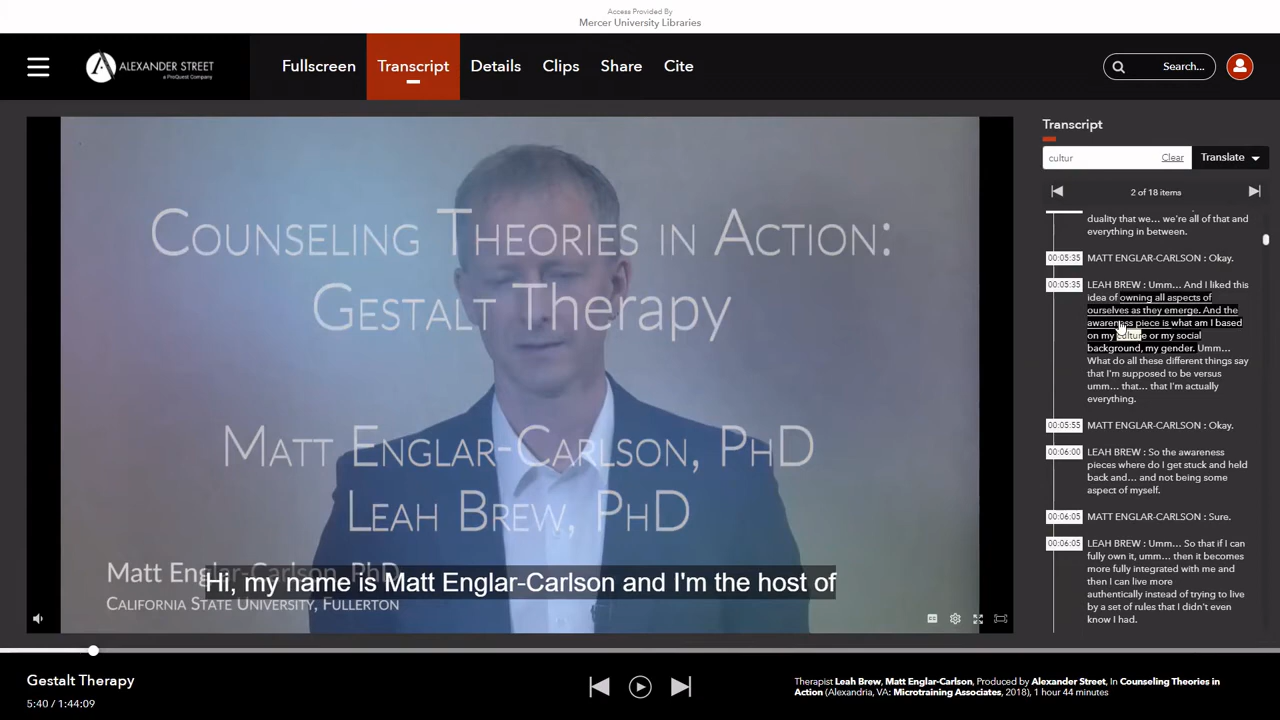 Access Provided By
Mercer University Libraries
ALEXANDER STREET
a ProQuest Company
Fullscreen
Transcript
Details
Clips
Share
Cite
Search...
COUNSELING THEORIES IN ACTION:
GESTALT THERAPY
MATT ENGLAR-CARLSON, PHD
LEAH BREW, PHD
Matt Englar-Carlson, PhD
CALIFORNIA STATE UNIVERSITY, FULLERTON
Hi, my name is Matt Englar-Carlson and I'm the host of
Transcript
cultur
Clear
Translate
2 of 18 items
duality that we... we're all of that and
everything in between.
00:05:35
MATT ENGLAR-CARLSON : Okay.
00:05:35
LEAH BREW : Umm... And I liked this
idea of owning all aspects of
ourselves as they emerge. And the
awareness piece is what am I based
on my culture or my social
background, my gender. Umm...
What do all these different things say
that I'm supposed to be versus
umm... that... that I'm actually
everything.
00:05:55
MATT ENGLAR-CARLSON : Okay.
00:06:00
LEAH BREW : So the awareness
pieces where do I get stuck and held
back and... and not being some
aspect of myself.
00:06:05
MATT ENGLAR-CARLSON : Sure.
00:06:05
LEAH BREW : Umm... So that if I can
fully own it, umm... then it becomes
more fully integrated with me and
then I can live more
authentically instead of trying to live
by a set of rules that I didn't even
know I had.
CC
Gestalt Therapy
5:40 / 1:44:09
Therapist Leah Brew, Matt Englar-Carlson, Produced by Alexander Street, In Counseling Theories in
Action (Alexandria, VA: Microtraining Associates, 2018), 1 hour 44 minutes